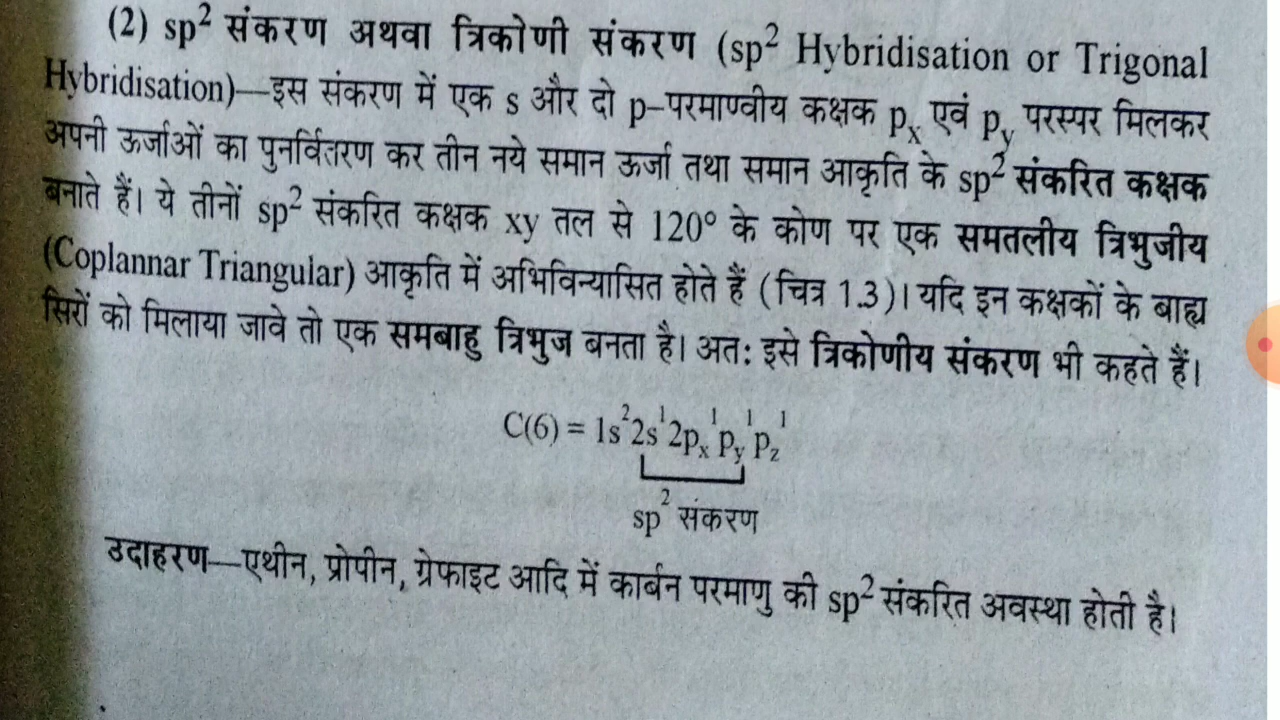 (2) sp² संकरण अथवा त्रिकोणी संकरण (sp² Hybridisation or Trigonal
Hybridisation)—इस संकरण में एक s और दो p–परमाण्वीय कक्षक pₓ एवं p_y परस्पर मिलकर
अपनी ऊर्जाओं का पुनर्वितरण कर तीन नये समान ऊर्जा तथा समान आकृति के sp² संकरित कक्षक
बनाते हैं। ये तीनों sp² संकरित कक्षक xy तल से 120° के कोण पर एक समतलीय त्रिभुजीय
(Coplannar Triangular) आकृति में अभिविन्यासित होते हैं (चित्र 1.3)। यदि इन कक्षकों के बाह्य
सिरों को मिलाया जावे तो एक समबाहु त्रिभुज बनता है। अतः इसे त्रिकोणीय संकरण भी कहते हैं।
C(6) = 1s²2s¹2pₓ¹p_y¹p_z¹
sp² संकरण
उदाहरण—एथीन, प्रोपीन, ग्रेफाइट आदि में कार्बन परमाणु की sp² संकरित अवस्था होती है।